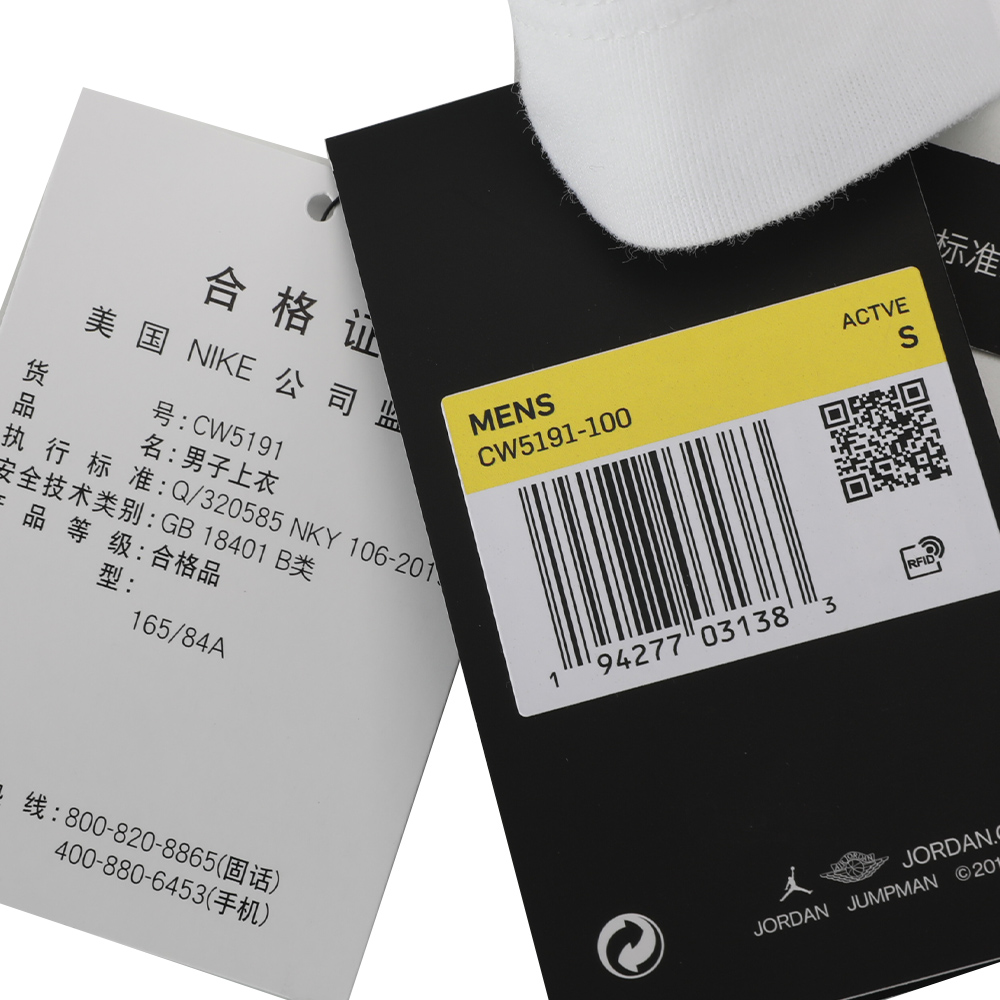 合格证
美国 NIKE 公司监
货号:CW5191
品名:男子上衣
执行标准:Q/320585 NKY 106-201
安全技术类别:GB 18401 B类
品等级:合格品
型:
165/84A
线:800-820-8865(固话)
400-880-6453(手机)
ACTVE
S
MENS
CW5191-100
RFID
1 94277 03138 3
JORDAN.
JORDAN JUMPMAN ©201
标准